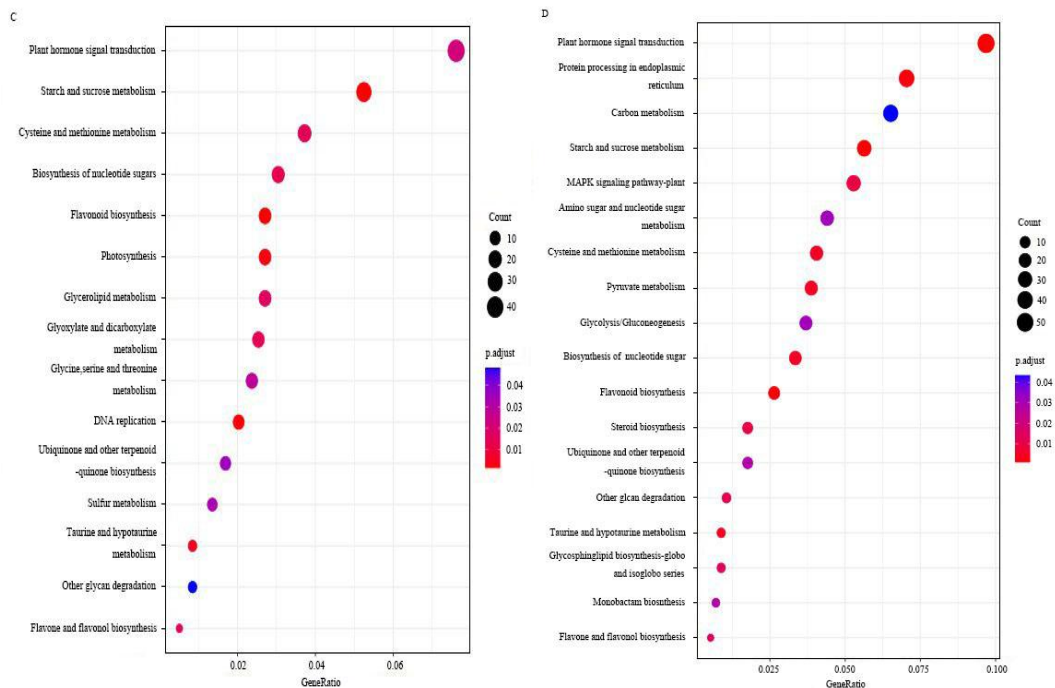 C
Plant hormone signal transduction
Starch and sucrose metabolism
Cysteine and methionine metabolism
Biosynthesis of nucleotide sugars
Flavonoid biosynthesis
Photosynthesis
Glycerolipid metabolism
Glyoxylate and dicarboxylate
metabolism
Glycine,serine and threonine
metabolism
DNA replication
Ubiquinone and other terpenoid
-quinone biosynthesis
Sulfur metabolism
Taurine and hypotaurine
metabolism
Other glycan degradation
Flavone and flavonol biosynthesis
0.02
0.04
0.06
GeneRatio
Count
10
20
30
40
p.adjust
0.04
0.03
0.02
0.01
D
Plant hormone signal transduction
Protein processing in endoplasmic
reticulum
Carbon metabolism
Starch and sucrose metabolism
MAPK signaling pathway-plant
Amino sugar and nucleotide sugar
metabolism
Cysteine and methionine metabolism
Pyruvate metabolism
Glycolysis/Gluconeogenesis
Biosynthesis of nucleotide sugar
Flavonoid biosynthesis
Steroid biosynthesis
Ubiquinone and other terpenoid
-quinone biosynthesis
Other glcan degradation
Taurine and hypotaurine metabolism
Glycosphinglipid biosynthesis-globo
and isoglobo series
Monobactam biosnthesis
Flavone and flavonol biosynthesis
0.025
0.050
0.075
0.100
GeneRatio
Count
10
20
30
40
50
p.adjust
0.04
0.03
0.02
0.01